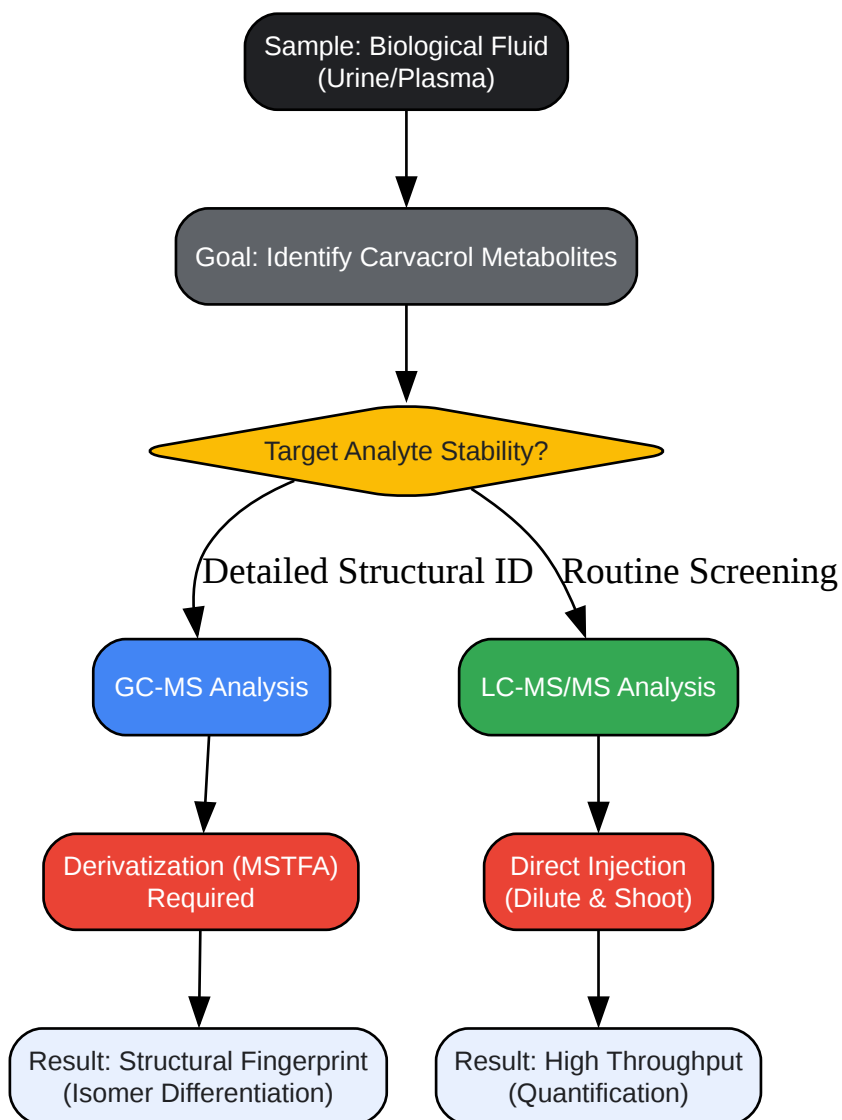 Sample: Biological Fluid
(Urine/Plasma)
Goal: Identify Carvacrol Metabolites
Target Analyte Stability?
Detailed Structural ID
Routine Screening
GC-MS Analysis
LC-MS/MS Analysis
Derivatization (MSTFA)
Required
Direct Injection
(Dilute & Shoot)
Result: Structural Fingerprint
(Isomer Differentiation)
Result: High Throughput
(Quantification)